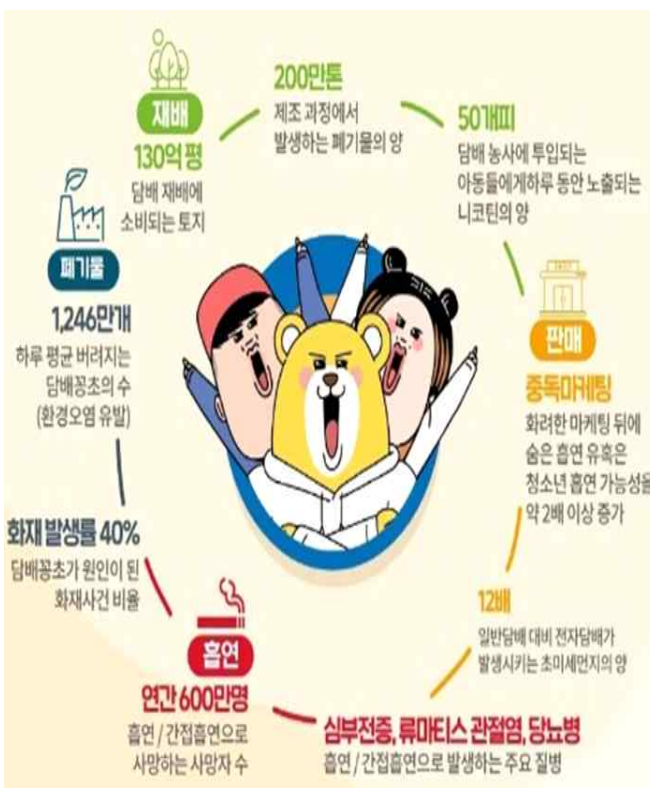 재배
130억 평
담배 재배에
소비되는 토지
200만톤
제조 과정에서
발생하는 폐기물의 양
50개피
담배 농사에 투입되는
아동들에게하루 동안 노출되는
니코틴의 양
판매
중독마케팅
화려한 마케팅 뒤에
숨은 흡연 유혹은
청소년 흡연 가능성을
약 2배 이상 증가
12배
일반담배 대비 전자담배가
발생시키는 초미세먼지의 양
심부전증, 류마티스 관절염, 당뇨병
흡연 / 간접흡연으로 발생하는 주요 질병
흡연
연간 600만명
흡연 / 간접흡연으로
사망하는 사망자 수
화재 발생률 40%
담배꽁초가 원인이 된
화재사건 비율
폐기물
1,246만개
하루 평균 버려지는
담배꽁초의 수
(환경오염 유발)